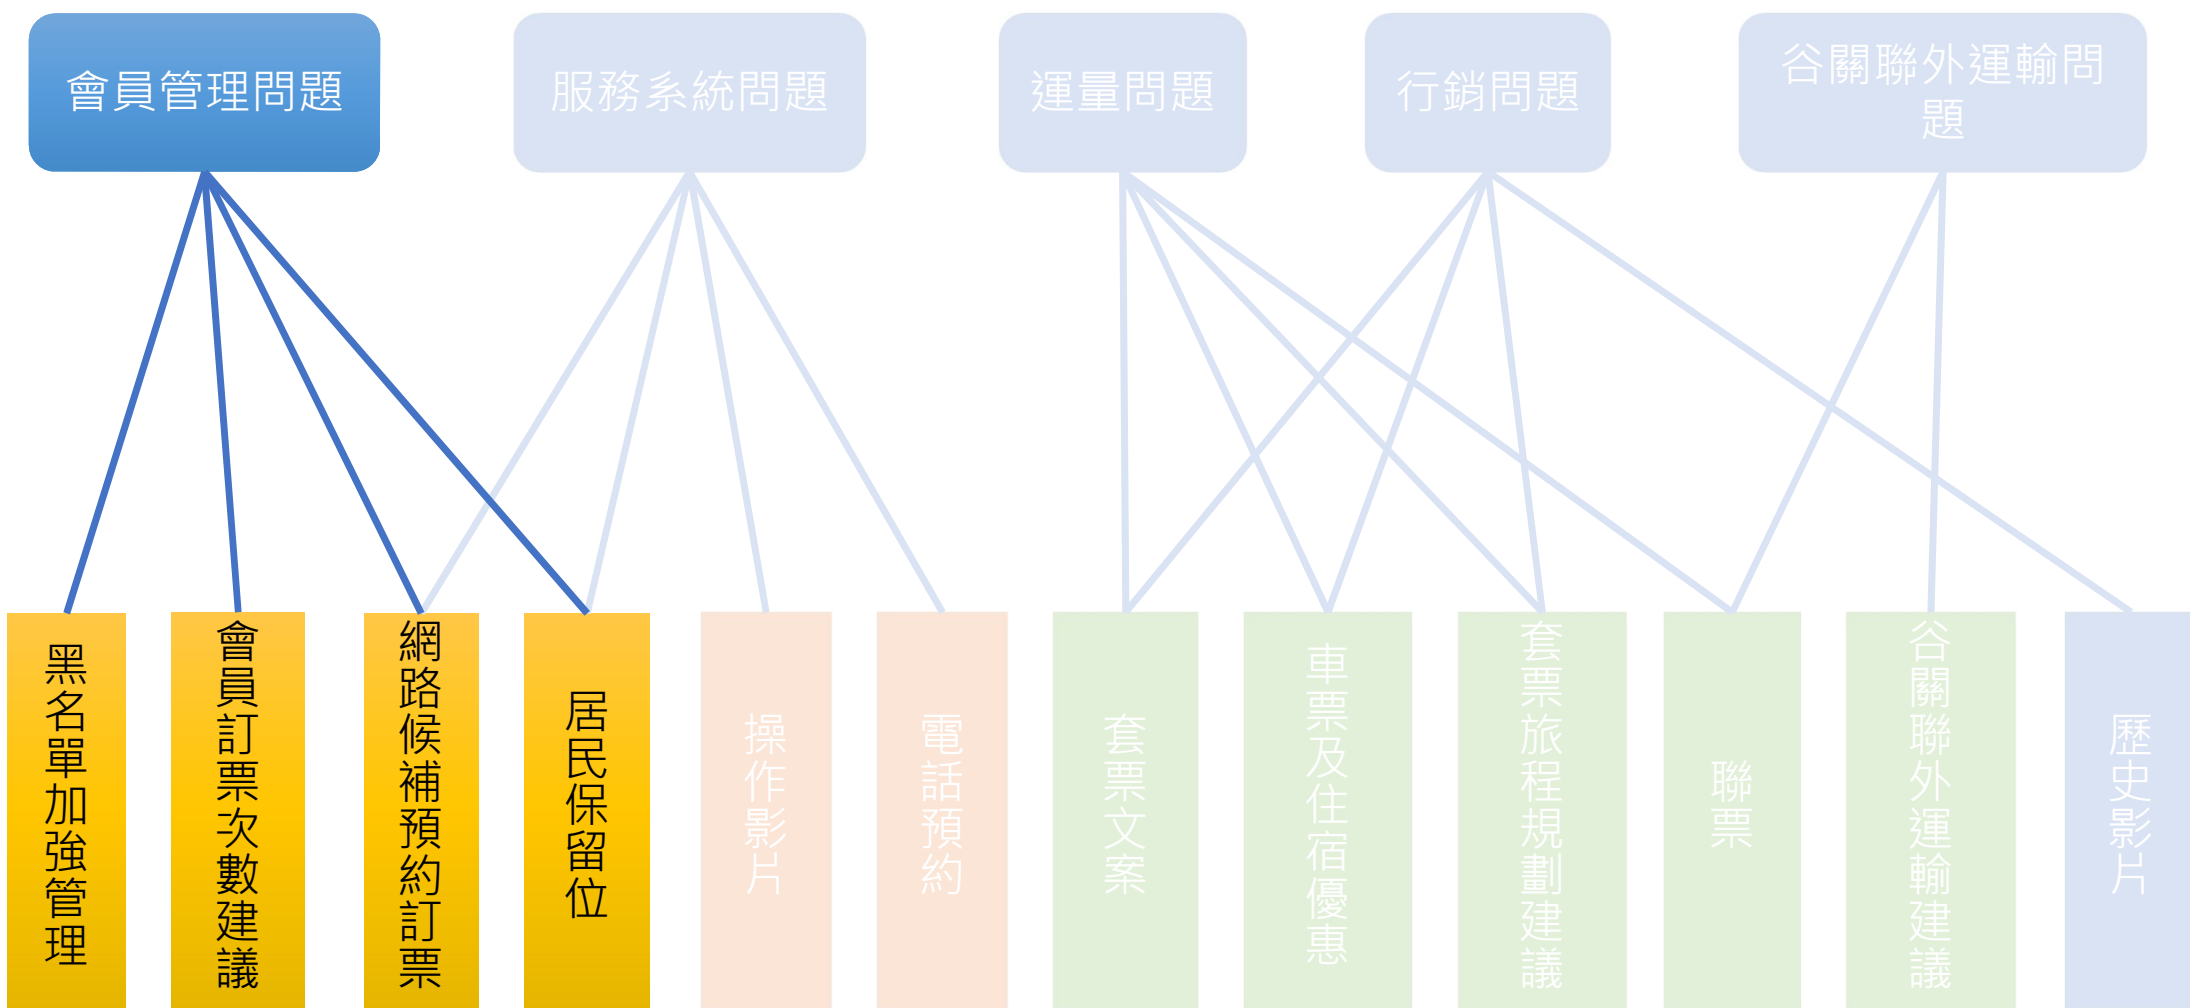 會員管理問題
服務系統問題
運量問題
行銷問題
谷關聯外運輸問
題
黑名單加強管理
會員訂票次數建議
網路候補預約訂票
居民保留位
操作影片
電話預約
套票文案
車票及住宿優惠
套票旅程規劃建議
聯票
谷關聯外運輸建議
歷史影片